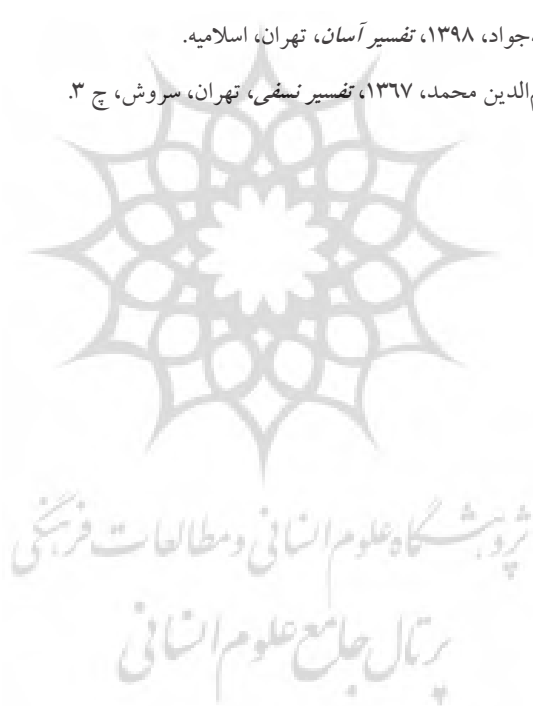 جواد، ۱۳۹۸، تفسیر آسان، تهران، اسلامیه.
الدین محمد، ۱۳۶۷، تفسیر نسفی، تهران، سروش، چ ۳.
پژوهشگاه علوم انسانی و مطالعات فرهنگی
پرتال جامع علوم انسانی